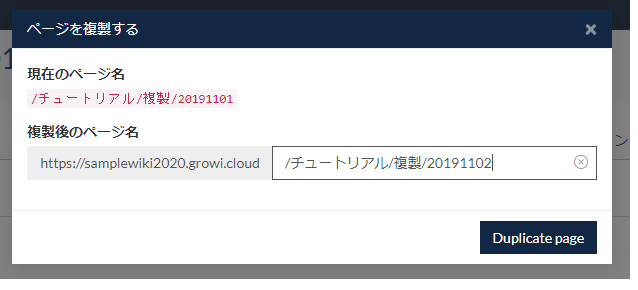 ページを複製する
現在のページ名
/チュートリアル/複製/20191101
複製後のページ名
https://samplewiki2020.growi.cloud /チュートリアル/複製/20191102
Duplicate page